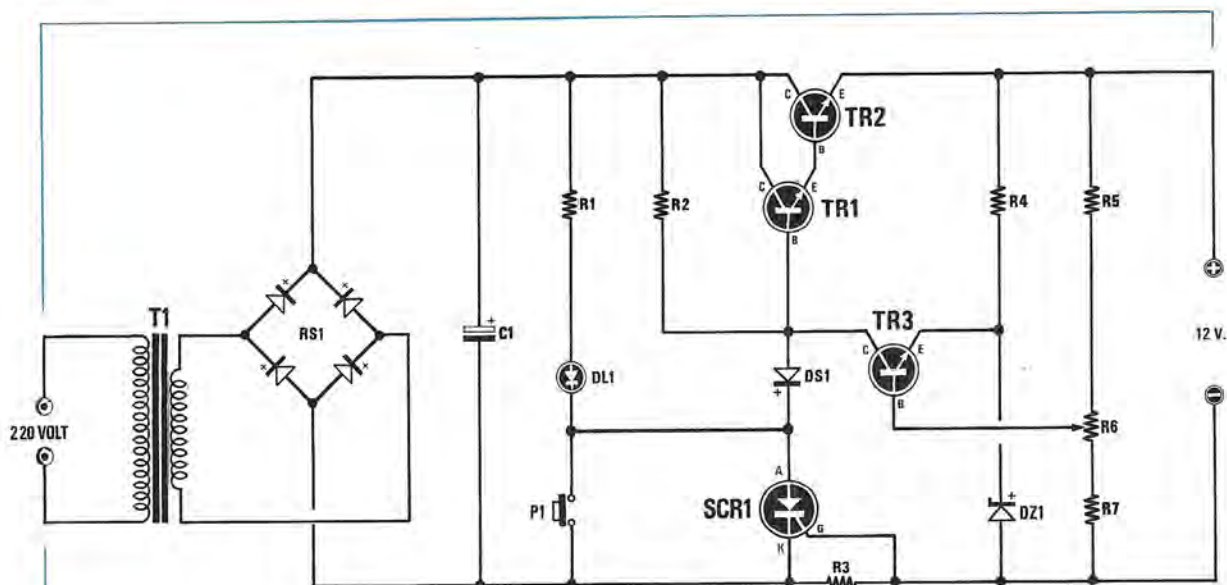 C
E
TR2
B
C
E
TR1
B
R1
R2
R4
R5
T1
RS1
+
C1
TR3
C
E
B
DL1
DS1
+
12 V.
220 VOLT
R6
P1
A
SCR1
G
K
R3
+
DZ1
R7